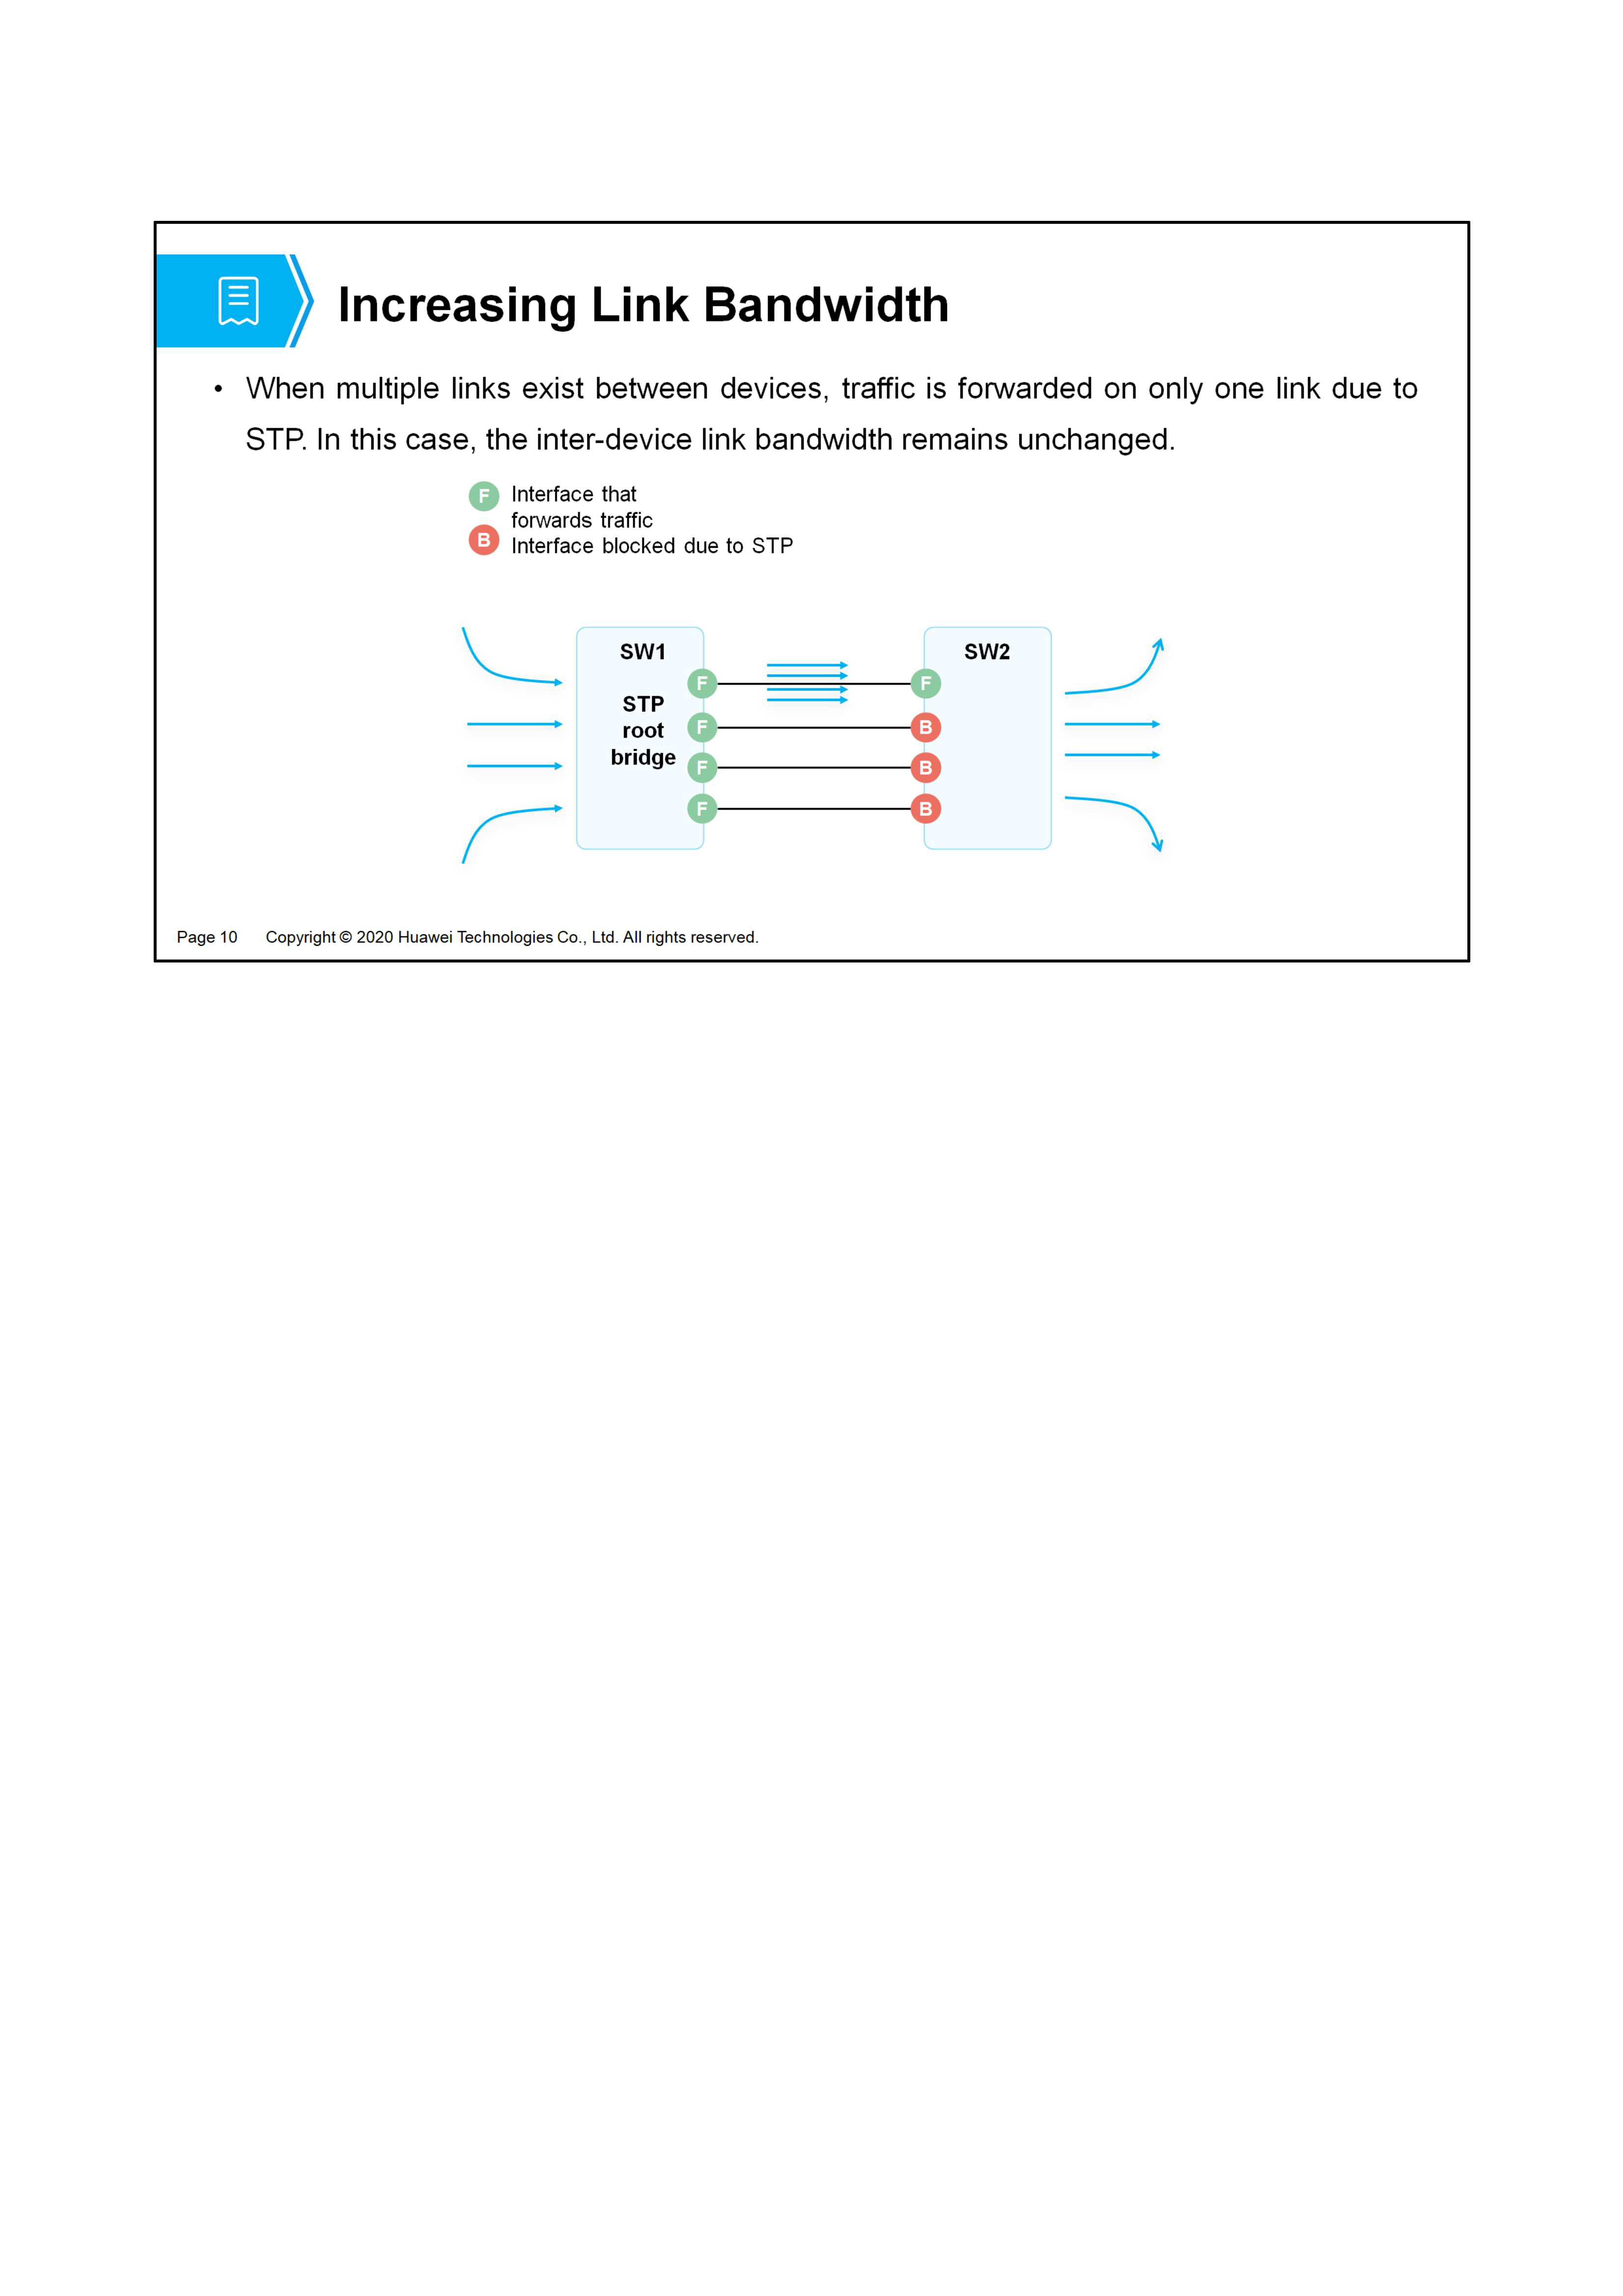 Increasing Link Bandwidth
• When multiple links exist between devices, traffic is forwarded on only one link due to
STP. In this case, the inter-device link bandwidth remains unchanged.
F Interface that
forwards traffic
B Interface blocked due to STP
SW1
SW2
STP
root
bridge
F F
F B
F B
F B
Page 10 Copyright © 2020 Huawei Technologies Co., Ltd. All rights reserved.